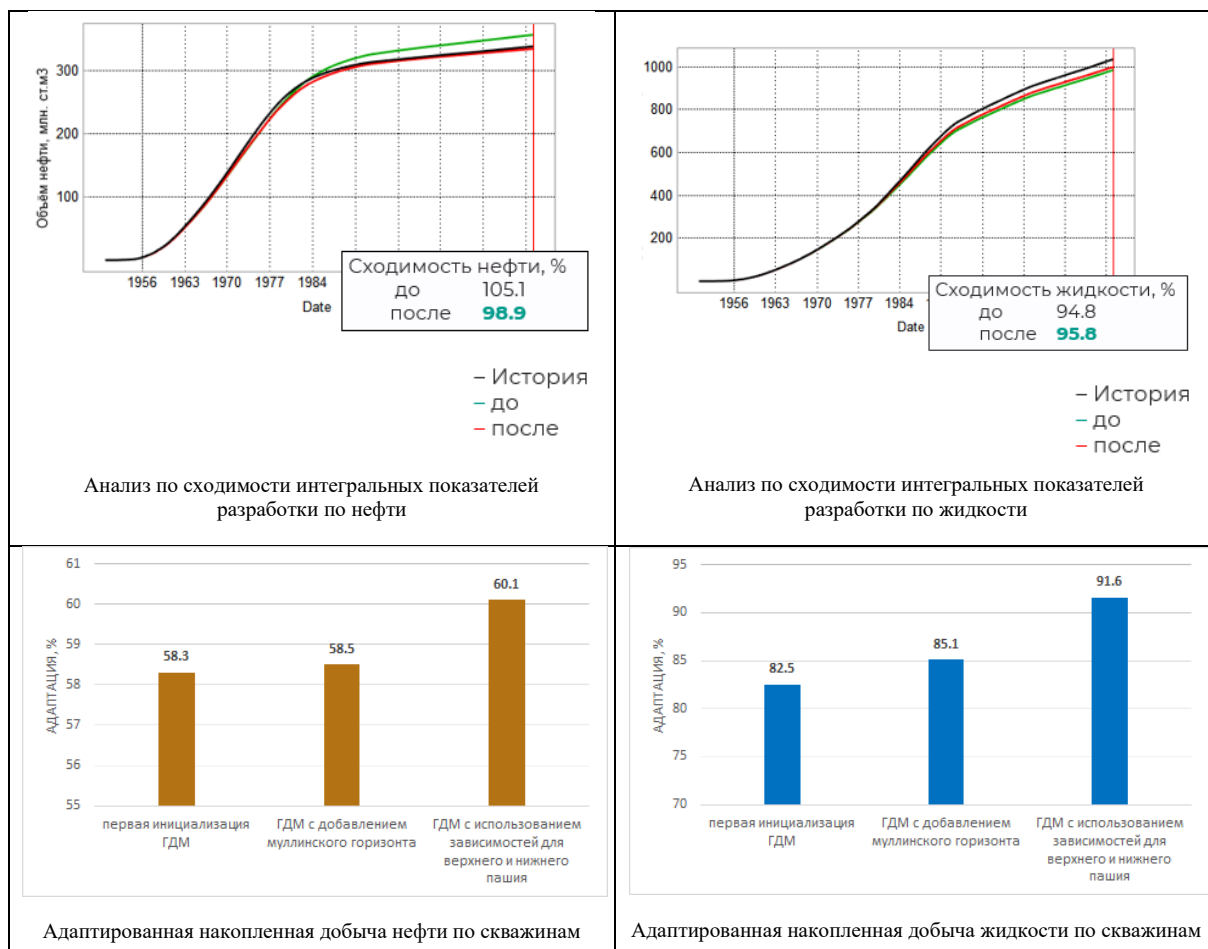 Объём нефти, млн. ст.м3
300
200
100
1956 1963 1970 1977 1984
Date
Сходимость нефти, %
до 105.1
после 98.9
– История
– до
– после
Анализ по сходимости интегральных показателей
разработки по нефти
1000
800
600
400
200
1956 1963 1970 1977 1984
Date
Сходимость жидкости, %
до 94.8
после 95.8
– История
– до
– после
Анализ по сходимости интегральных показателей
разработки по жидкости
АДАПТАЦИЯ, %
61
60
59
58
57
56
55
58.3
58.5
60.1
первая инициализация
ГДМ
ГДМ с добавлением
муллинского горизонта
ГДМ с использованием
зависимостей для
верхнего и нижнего
пашия
Адаптированная накопленная добыча нефти по скважинам
АДАПТАЦИЯ, %
95
90
85
80
75
70
82.5
85.1
91.6
первая инициализация
ГДМ
ГДМ с добавлением
муллинского горизонта
ГДМ с использованием
зависимостей для
верхнего и нижнего
пашия
Адаптированная накопленная добыча жидкости по скважинам